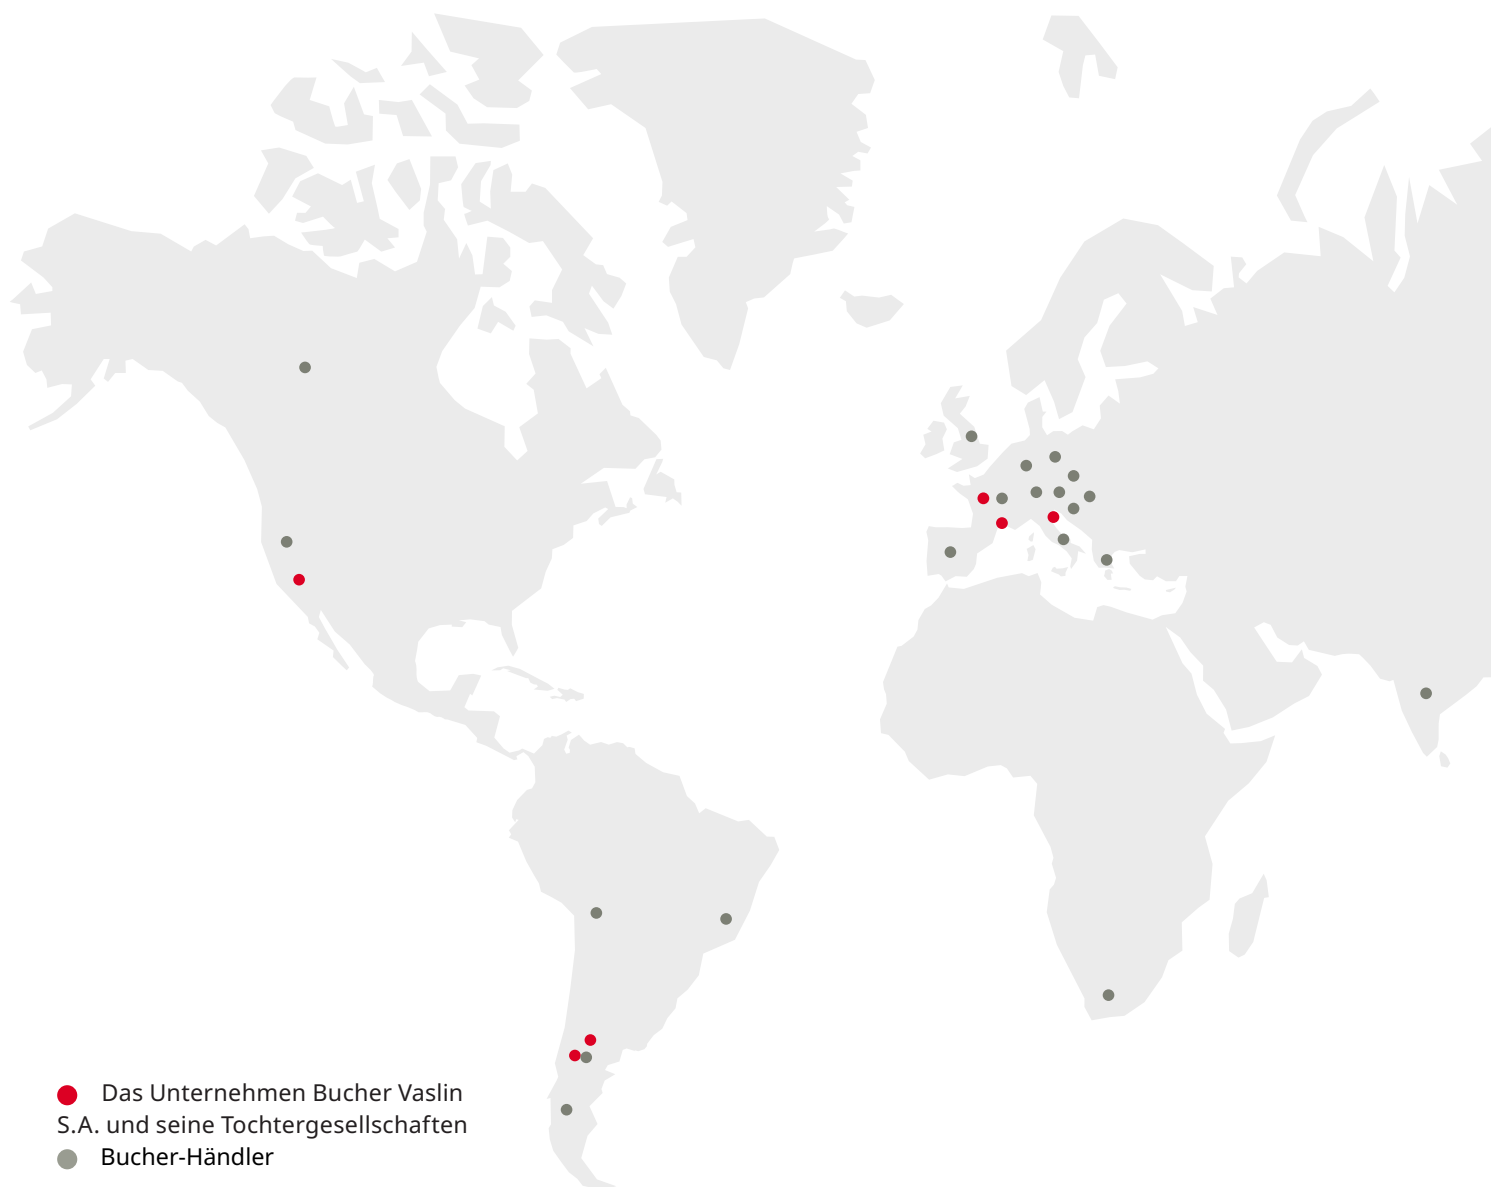 Das Unternehmen Bucher Vaslin
S.A. und seine Tochtergesellschaften
Bucher-Händler